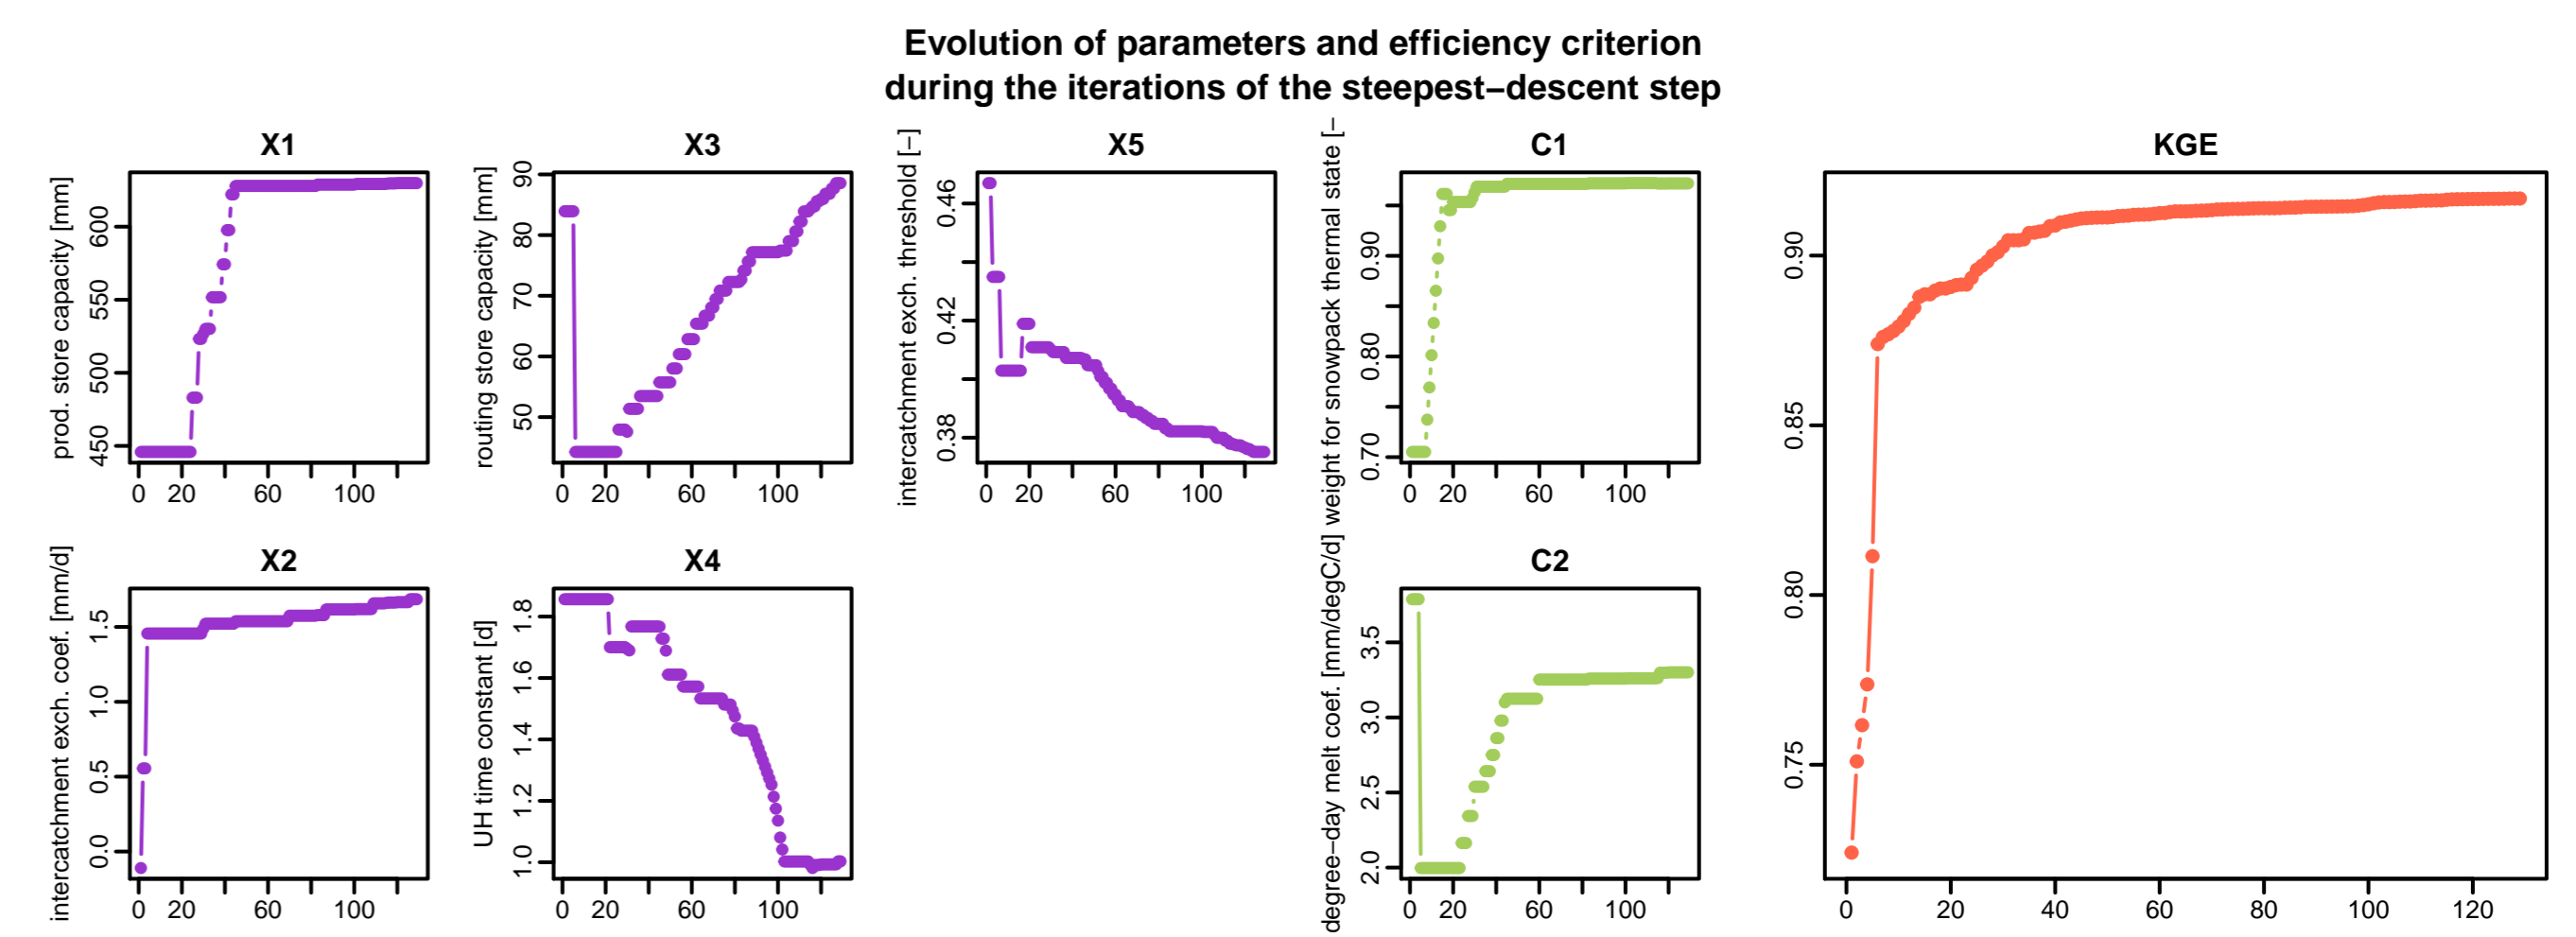 Evolution of parameters and efficiency criterion
during the iterations of the steepest−descent step
X1
prod. store capacity [mm]
450 500 550 600
0 20 60 100
X3
routing store capacity [mm]
50 60 70 80 90
0 20 60 100
X5
intercatchment exch. threshold [−]
0.38 0.42 0.46
0 20 60 100
C1
weight for snowpack thermal state [−
0.70 0.80 0.90
0 20 60 100
KGE
0.75 0.80 0.85 0.90
0 20 40 60 80 100 120
X2
intercatchment exch. coef. [mm/d]
0.0 0.5 1.0 1.5
0 20 60 100
X4
UH time constant [d]
1.0 1.2 1.4 1.6 1.8
0 20 60 100
C2
degree−day melt coef. [mm/degC/d]
2.0 2.5 3.0 3.5
0 20 60 100